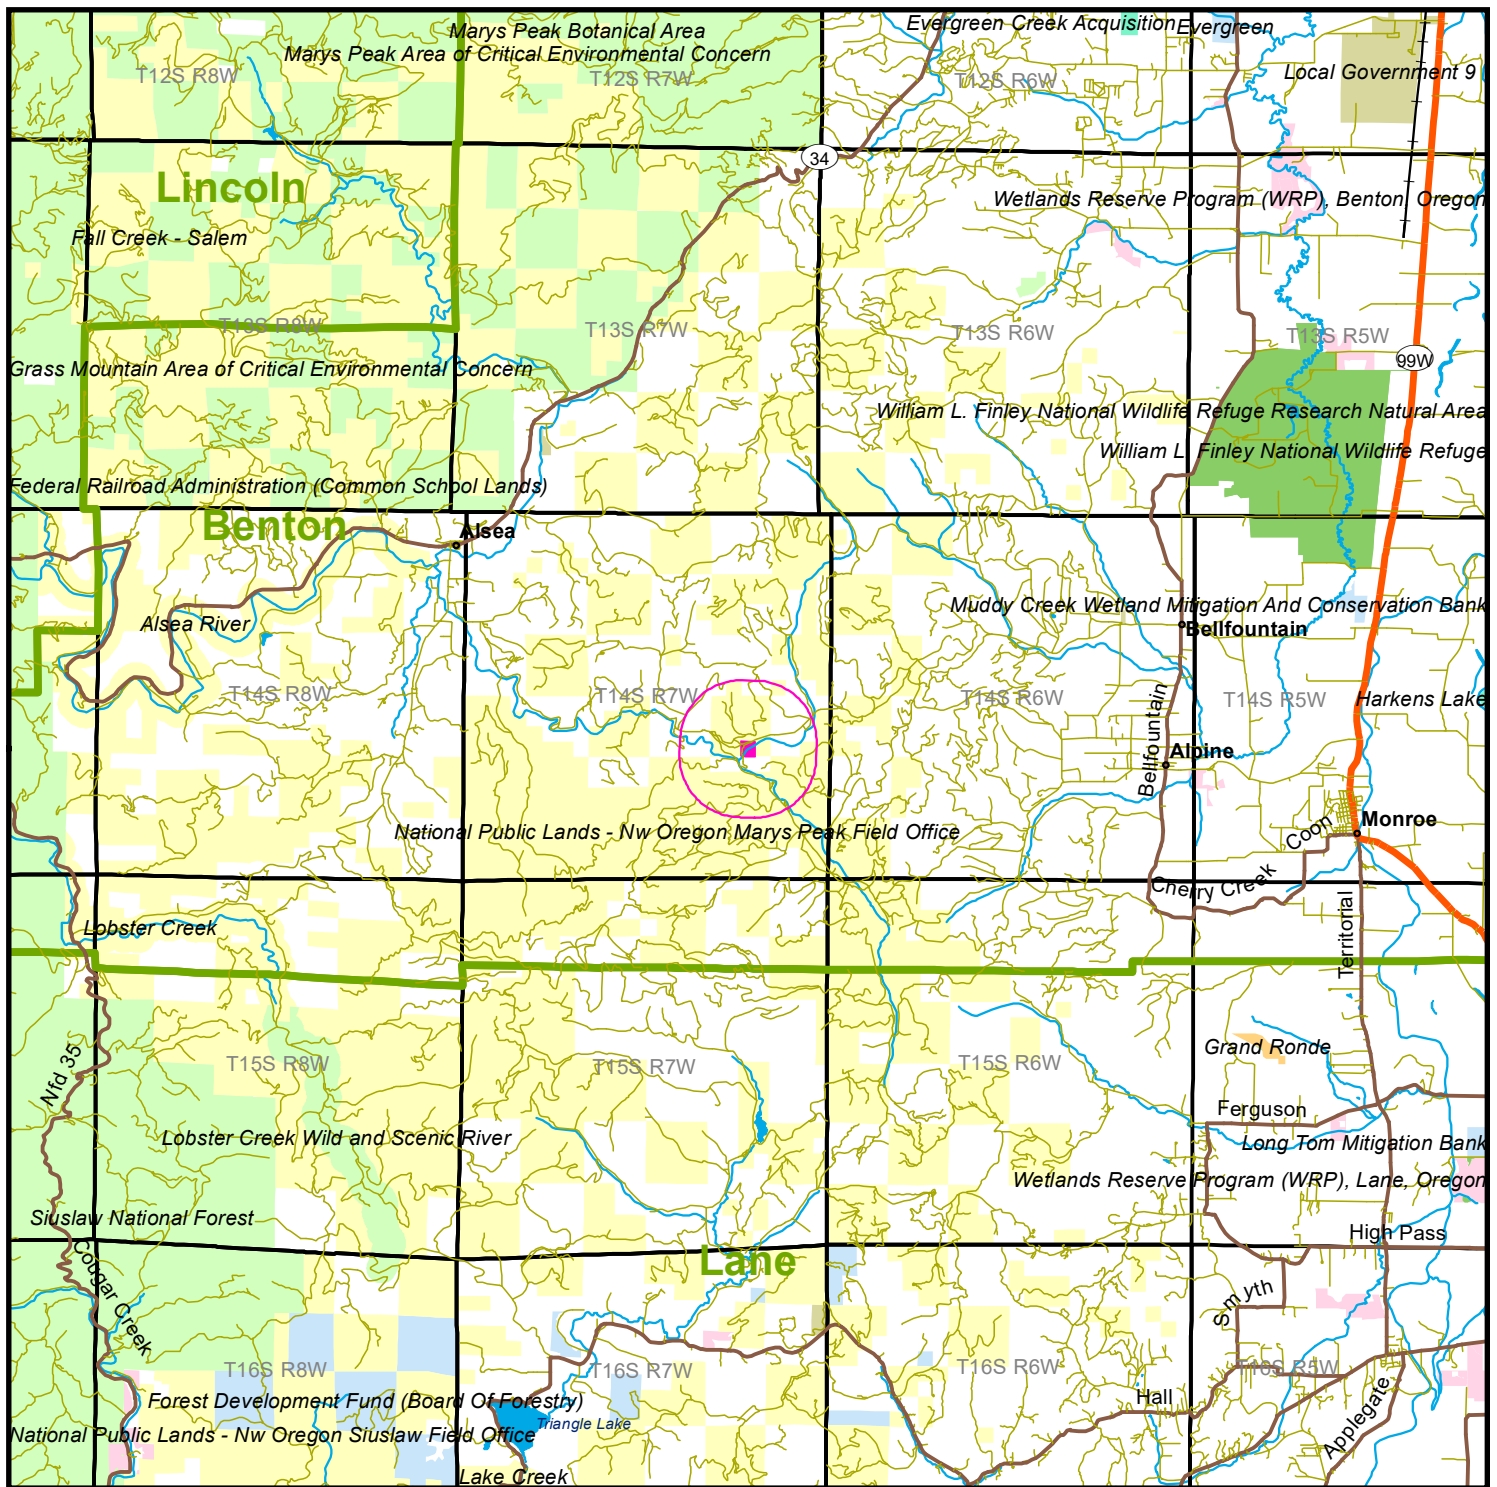 Marys Peak Botanical Area
Evergreen Creek Acquisition
Evergreen
Marys Peak Area of Critical Environmental Concern
T12S R8W
T12S R7W
T12S R6W
Local Government 9
34
Lincoln
Wetlands Reserve Program (WRP), Benton, Oregon
Fall Creek - Salem
T13S R8W
T13S R7W
T13S R6W
T13S R5W
99W
Grass Mountain Area of Critical Environmental Concern
William L. Finley National Wildlife Refuge Research Natural Area
William L. Finley National Wildlife Refuge
Federal Railroad Administration (Common School Lands)
Benton
Alsea
Alsea River
Muddy Creek Wetland Mitigation And Conservation Bank
Bellfountain
T14S R8W
T14S R7W
T14S R6W
T14S R5W
Harkens Lake
Bellfountain
Alpine
National Public Lands - Nw Oregon Marys Peak Field Office
Coon
Monroe
Cherry Creek
Lobster Creek
Territorial
Nfd 35
T15S R8W
T15S R7W
T15S R6W
Grand Ronde
Ferguson
Lobster Creek Wild and Scenic River
Long Tom Mitigation Bank
Wetlands Reserve Program (WRP), Lane, Oregon
Siuslaw National Forest
High Pass
Lane
Cougar Creek
Smyth
T16S R8W
T16S R7W
T16S R6W
T16S R5W
Forest Development Fund (Board Of Forestry)
Hall
Applegate
Triangle Lake
National Public Lands - Nw Oregon Siuslaw Field Office
Lake Creek